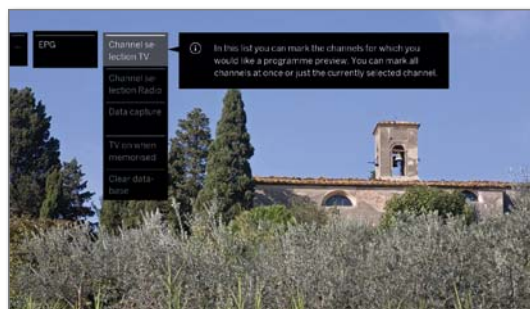 ...
EPG
Channel se-
lection TV
In this list you can mark the channels for which you
would like a programme preview. You can mark all
channels at once or just the currently selected channel.
Channel se-
lection Radio
Data capture
TV on when
memorised
Clear data-
base